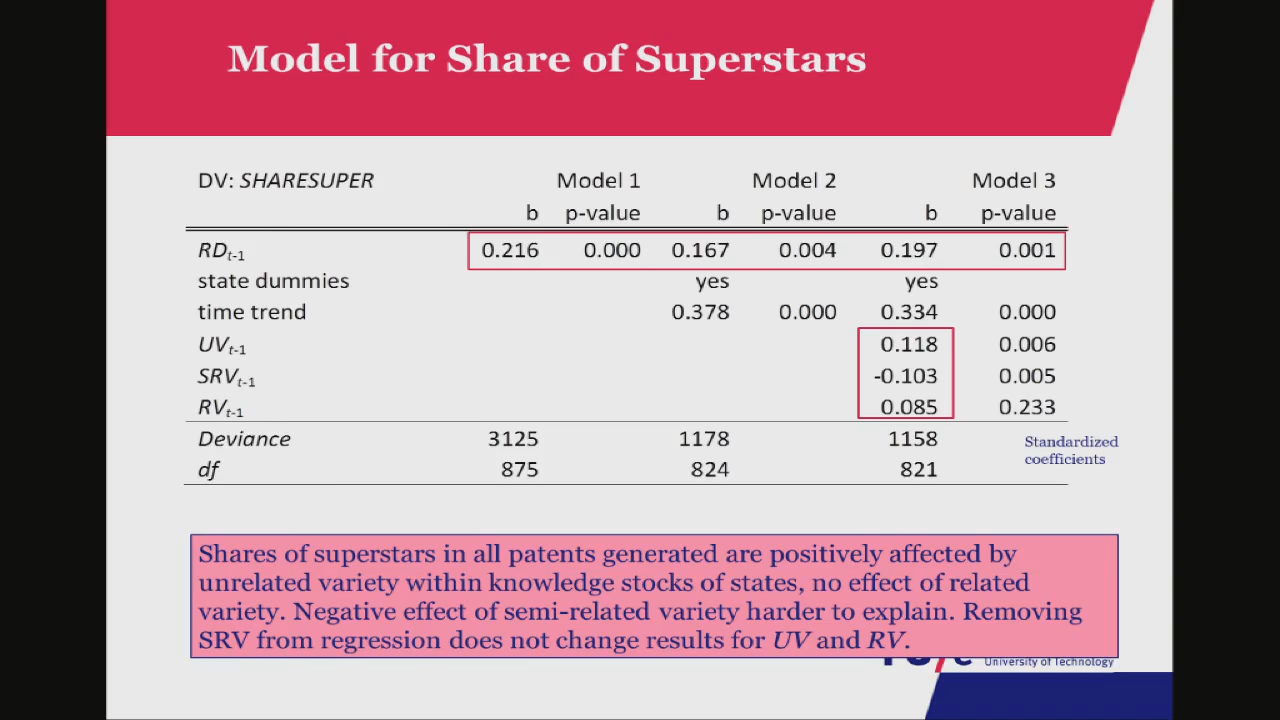 Model for Share of Superstars
DV: SHARESUPER Model 1 Model 2 Model 3
b p-value b p-value b p-value
RDt-1 0.216 0.000 0.167 0.004 0.197 0.001
state dummies yes yes
time trend 0.378 0.000 0.334 0.000
UVt-1 0.118 0.006
SRVt-1 -0.103 0.005
RVt-1 0.085 0.233
Deviance 3125 1178 1158
df 875 824 821
Standardized
coefficients
Shares of superstars in all patents generated are positively affected by
unrelated variety within knowledge stocks of states, no effect of related
variety. Negative effect of semi-related variety harder to explain. Removing
SRV from regression does not change results for UV and RV.
University of Technology